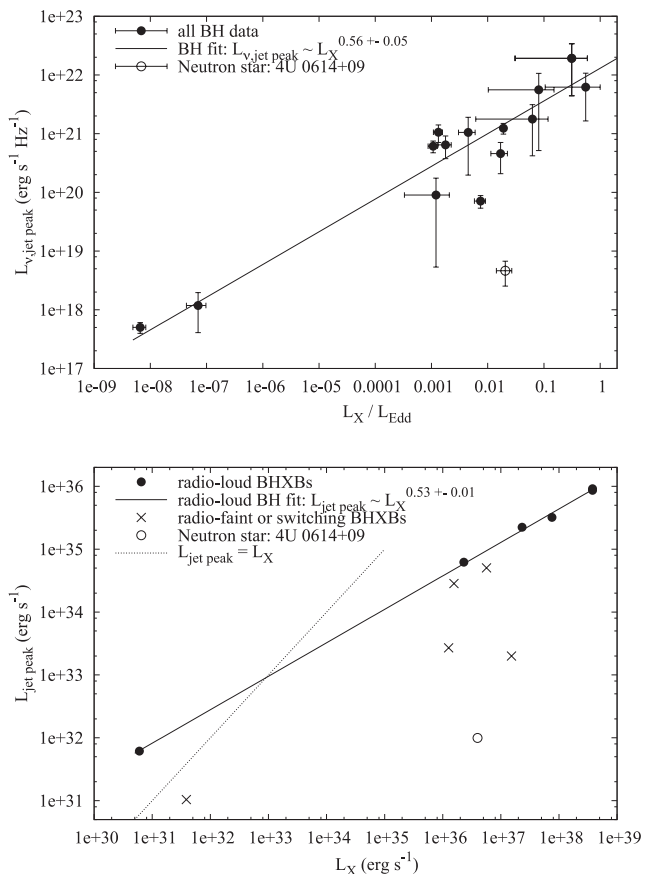 all BH data
BH fit: L_ν,jet peak ~ L_X^0.56 +- 0.05
Neutron star: 4U 0614+09
1e+23
1e+22
1e+21
1e+20
1e+19
1e+18
1e+17
L_ν,jet peak (erg s^-1 Hz^-1)
1e-09 1e-08 1e-07 1e-06 1e-05 0.0001 0.001 0.01 0.1 1
L_X / L_Edd
radio-loud BHXBs
radio-loud BH fit: L_jet peak ~ L_X^0.53 +- 0.01
radio-faint or switching BHXBs
Neutron star: 4U 0614+09
L_jet peak = L_X
1e+36
1e+35
1e+34
1e+33
1e+32
1e+31
L_jet peak (erg s^-1)
1e+30 1e+31 1e+32 1e+33 1e+34 1e+35 1e+36 1e+37 1e+38 1e+39
L_X (erg s^-1)